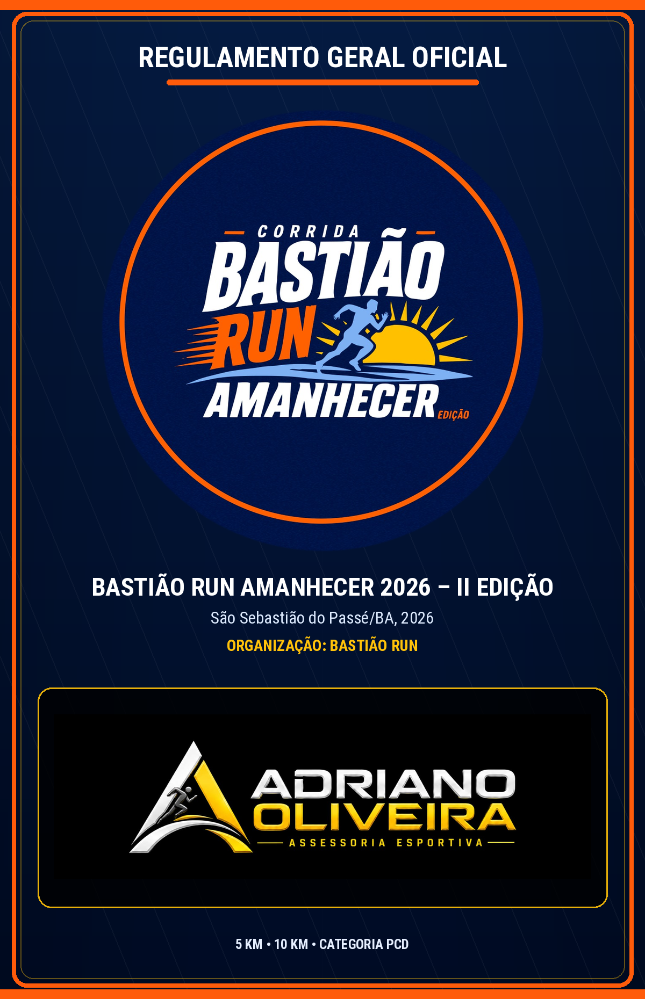 REGULAMENTO GERAL OFICIAL
CORRIDA
BASTIÃO
RUN
AMANHECER
EDIÇÃO
BASTIÃO RUN AMANHECER 2026 – II EDIÇÃO
São Sebastião do Passé/BA, 2026
ORGANIZAÇÃO: BASTIÃO RUN
ADRIANO
OLIVEIRA
ASSESSORIA ESPORTIVA
5 KM • 10 KM • CATEGORIA PCD